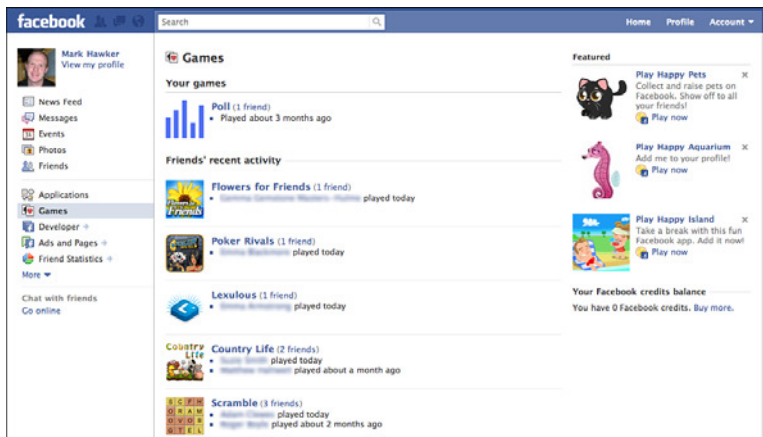 facebook
Search
Home Profile Account
Mark Hawker
View my profile
News Feed
Messages
31 Events
Photos
Friends
Applications
Games
Developer
Ads and Pages
Friend Statistics
More
Chat with friends
Go online
Games
Your games
Poll (1 friend)
Played about 3 months ago
Friends' recent activity
Flowers for Friends (1 friend)
played today
Poker Rivals (1 friend)
played today
Lexulous (1 friend)
played today
Country Life
Country Life (2 friends)
played today
played about a month ago
S C F H
O R A M
O V O R
G T E L
Scramble (3 friends)
played today
played about 2 months ago
Featured
Play Happy Pets x
Collect and raise pets on
Facebook. Show off to all
your friends!
Play now
Play Happy Aquarium x
Add me to your profile!
Play now
Play Happy Island x
Take a break with this fun
Facebook app. Add it now!
Play now
Your Facebook credits balance
You have 0 Facebook credits. Buy more.